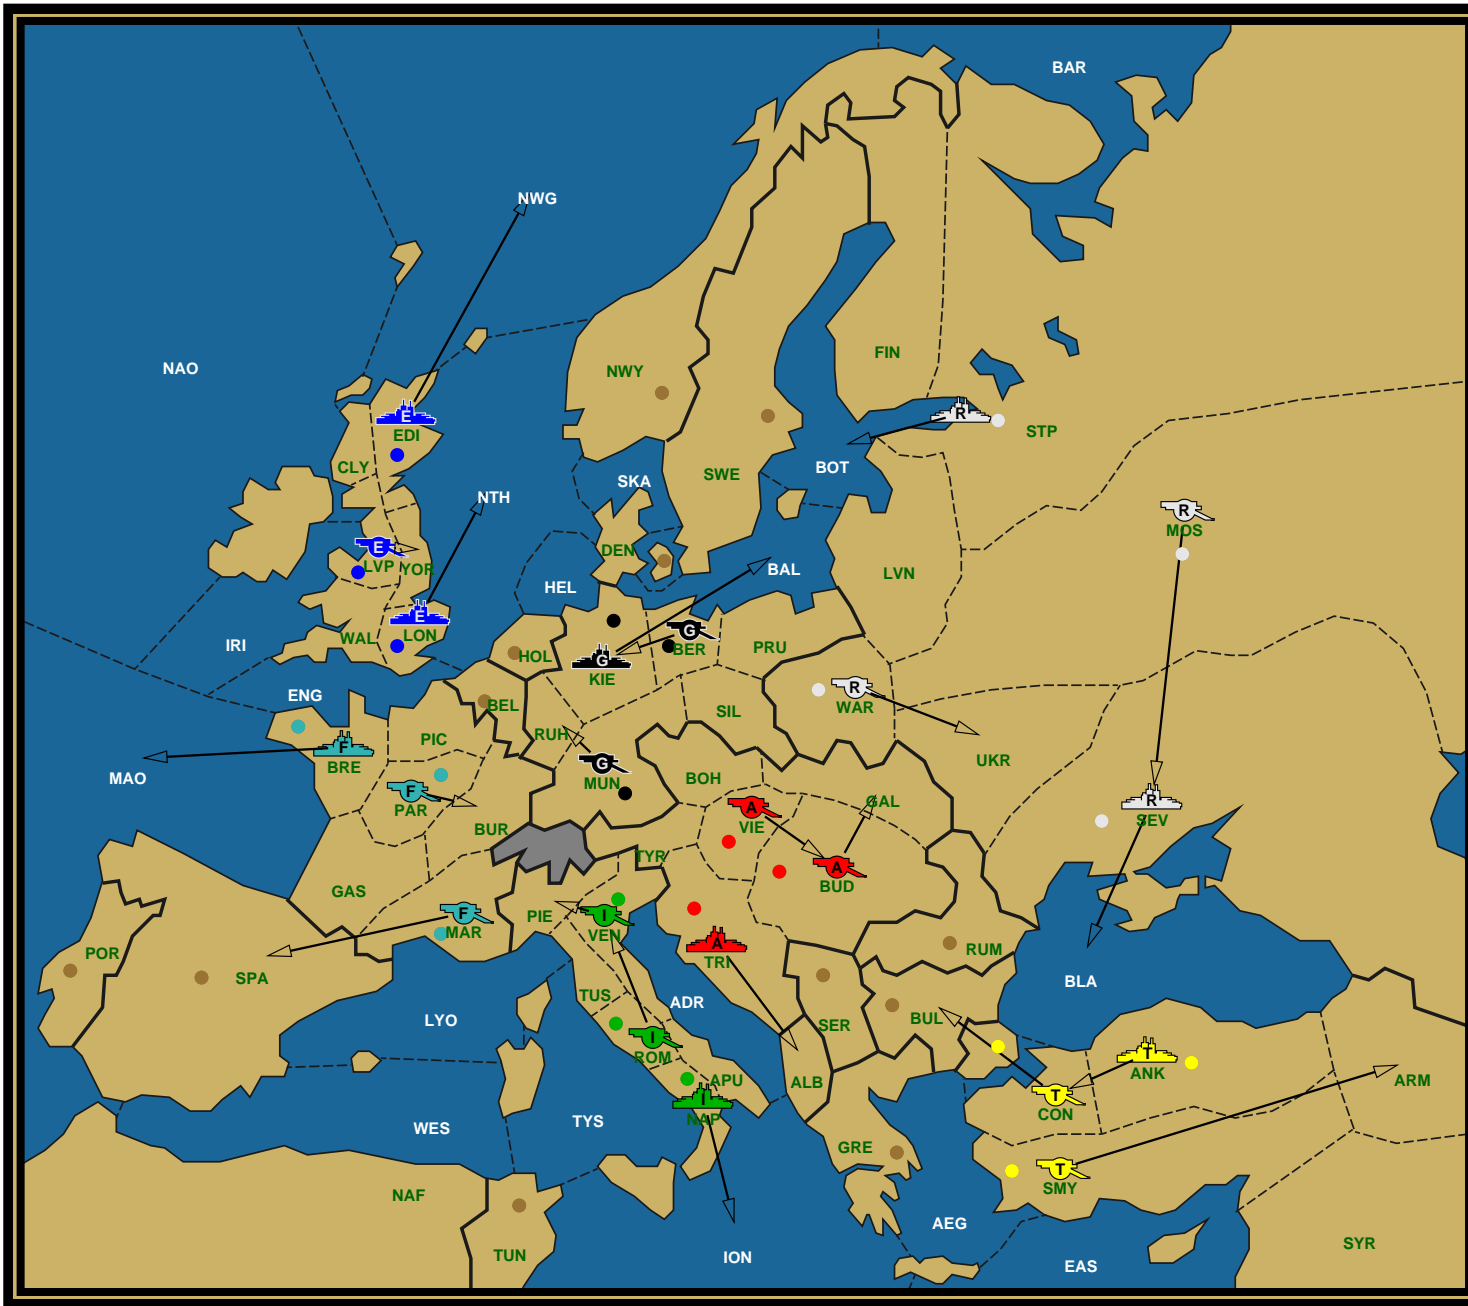 BAR
NWG
NAO
FIN
NWY
E
R
EDI
STP
CLY
BOT
SWE
SKA
NTH
R
MOS
E
DEN
LVP
YOR
BAL
LVN
HEL
E
LON
G
WAL
IRI
BER
PRU
HOL
G
KIE
R
WAR
ENG
BEL
SIL
RUH
PIC
F
BRE
G
MUN
UKR
MAO
BOH
F
PAR
A
VIE
GAL
R
SEV
BUR
TYR
A
BUD
GAS
F
MAR
PIE
I
VEN
POR
SPA
A
TRI
RUM
BLA
TUS
ADR
LYO
SER
BUL
I
ROM
T
ANK
APU
ALB
ARM
I
NAP
T
CON
WES
TYS
GRE
T
SMY
NAF
AEG
TUN
ION
SYR
EAS